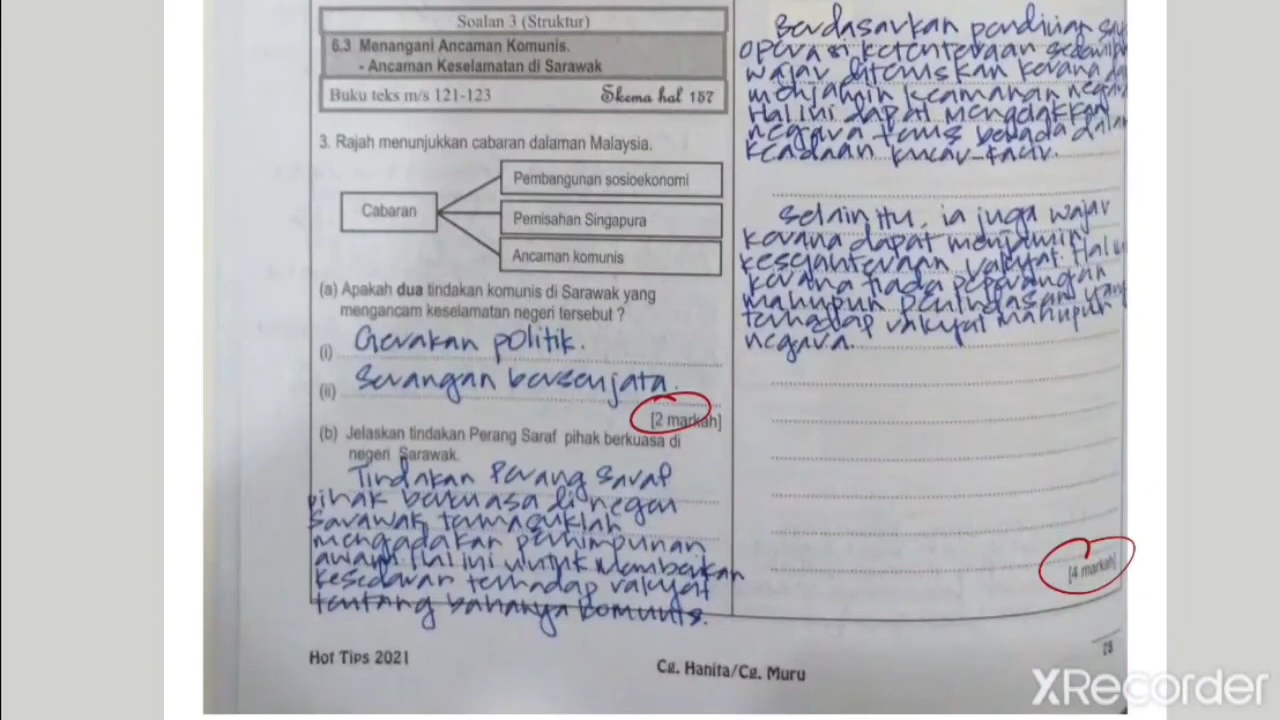 Soalan 3 (Struktur)
6.3 Menangani Ancaman Komunis.
- Ancaman Keselamatan di Sarawak
Buku teks m/s 121-123 Skema hal 157
3. Rajah menunjukkan cabaran dalaman Malaysia.
Cabaran
Pembangunan sosioekonomi
Pemisahan Singapura
Ancaman komunis
(a) Apakah dua tindakan komunis di Sarawak yang
mengancam keselamatan negeri tersebut ?
(i) Gerakan politik.
(ii) Serangan bersenjata.
[2 markah]
(b) Jelaskan tindakan Perang Saraf pihak berkuasa di
negeri Sarawak.
Tindakan Perang Saraf
pihak berkuasa di negeri
Sarawak termasuklah
mengadakan perhimpunan
awam. Hal ini untuk memberikan
kesedaran terhadap rakyat
tentang bahanya komunis.
Berdasarkan pendirian
operasi ketenteraan
wajar diteruskan kerana
menjamin keamanan
Hal ini dapat mengelakkan
negara terus berada
keadaan kucar-kacir.
Selain itu, ia juga wajar
kerana dapat menjamin
kesejahteraan rakyat.
kerana tiada peperangan
mahupun penindasan
terhadap rakyat mahupun
negara.
[4 markah]
Hot Tips 2021
Cg. Hanita/Cg. Muru
XRecorder